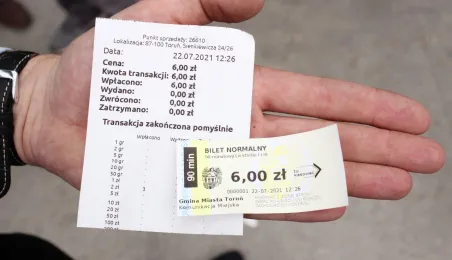 Punkt sprzedaży: 26010
Lokalizacja: 87-100 Toruń, Sienkiewicza 24/26
Data: 22.07.2021 12:26
Cena: 6,00 zł
Kwota transakcji: 6,00 zł
Wpłacono: 6,00 zł
Wydano: 0,00 zł
Zwrócono: 0,00 zł
Zatrzymano: 0,00 zł
Transakcja zakończona pomyślnie
Wpłacono
1 gr
2 gr
5 gr
10 gr
20 gr
50 gr
1 zł
2 zł 3
5 zł
10 zł
20 zł
50 zł
100 zł
BILET NORMALNY
90 min
6,00 zł
22-07-2021 12:26
Gmina Miasta Toruń
Komunikacja Miejska